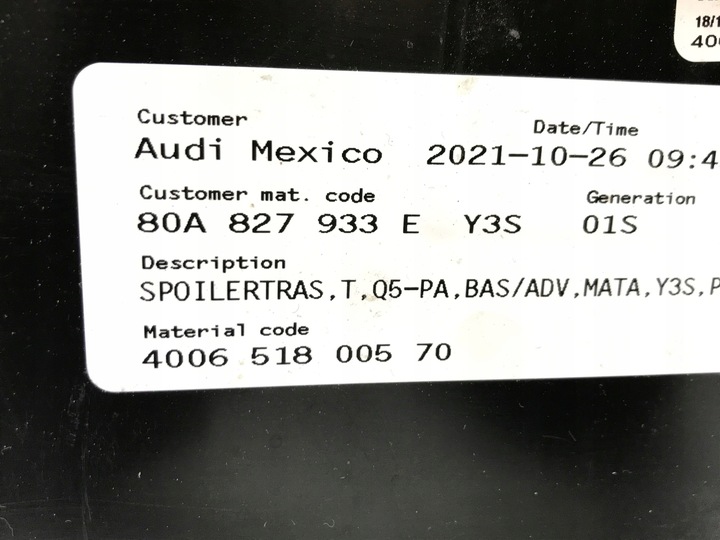 18/1
400
Customer
Date/Time
Audi Mexico 2021-10-26 09:4
Customer mat. code
Generation
80A 827 933 E Y3S 01S
Description
SPOILERTRAS,T,Q5-PA,BAS/ADV,MATA,Y3S,P
Material code
4006 518 005 70